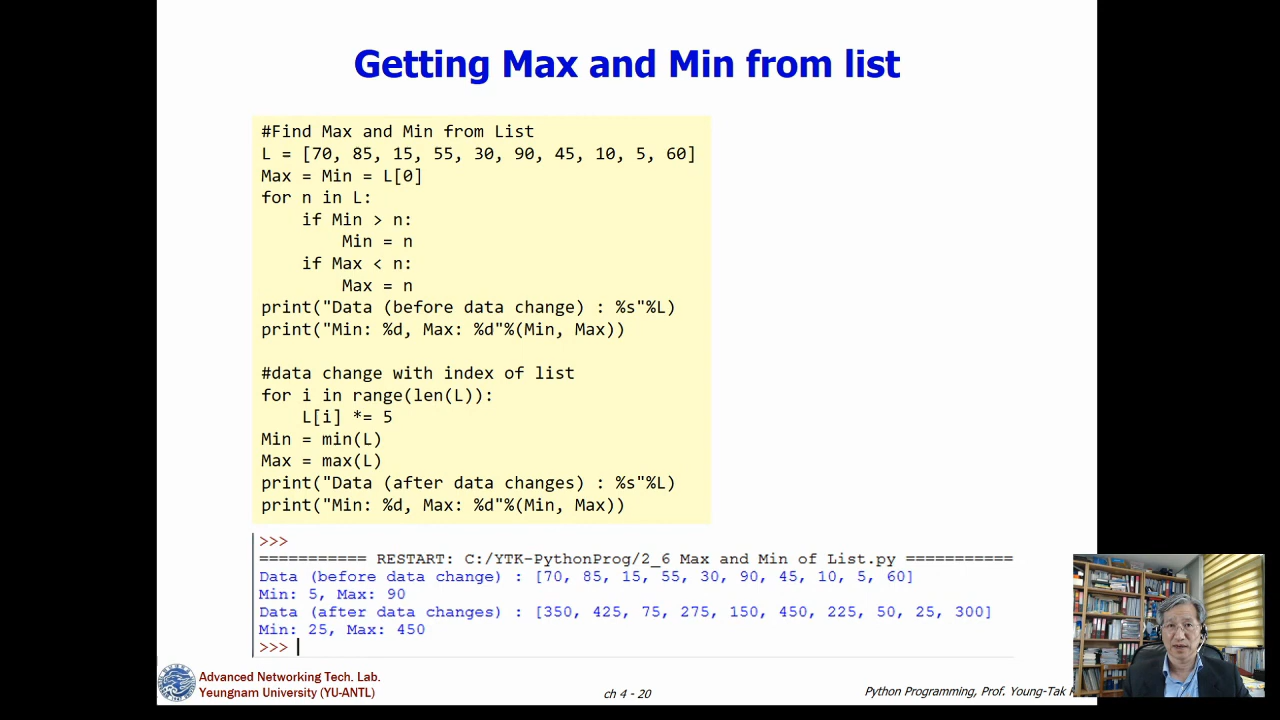 Getting Max and Min from list
#Find Max and Min from List
L = [70, 85, 15, 55, 30, 90, 45, 10, 5, 60]
Max = Min = L[0]
for n in L:
    if Min > n:
        Min = n
    if Max < n:
        Max = n
print("Data (before data change) : %s"%L)
print("Min: %d, Max: %d"%(Min, Max))
#data change with index of list
for i in range(len(L)):
    L[i] *= 5
Min = min(L)
Max = max(L)
print("Data (after data changes) : %s"%L)
print("Min: %d, Max: %d"%(Min, Max))
>>>
=========== RESTART: C:/YTK-PythonProg/2_6 Max and Min of List.py ===========
Data (before data change) : [70, 85, 15, 55, 30, 90, 45, 10, 5, 60]
Min: 5, Max: 90
Data (after data changes) : [350, 425, 75, 275, 150, 450, 225, 50, 25, 300]
Min: 25, Max: 450
>>>
Advanced Networking Tech. Lab.
Yeungnam University (YU-ANTL)
ch 4 - 20
Python Programming, Prof. Young-Tak